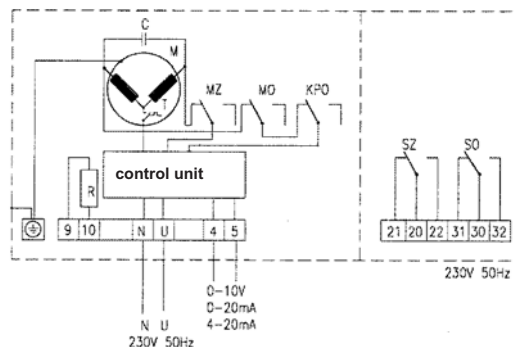 C
M
T
MZ MO KPO
SZ SO
control unit
R
9 10 N U 4 5
21 20 22 31 30 32
230V 50Hz
0-10V
0-20mA
4-20mA
N U
230V 50Hz